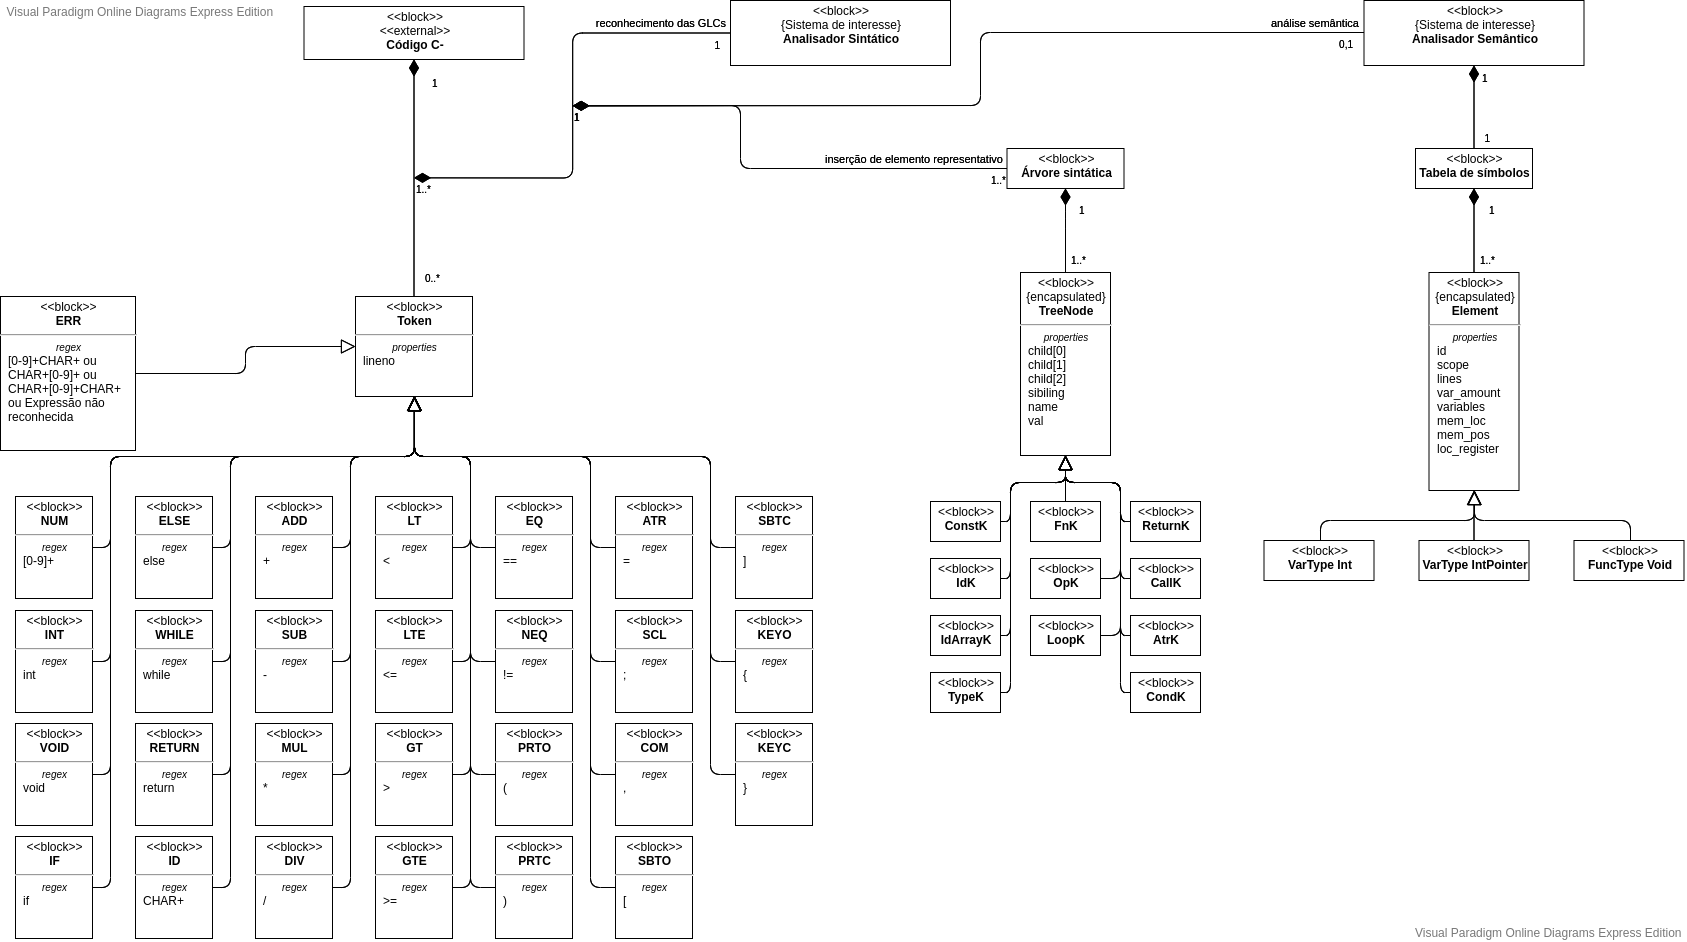 Visual Paradigm Online Diagrams Express Edition
<<block>>
<<external>>
Código C-
1
reconhecimento das GLCs
1
<<block>>
{Sistema de interesse}
Analisador Sintático
análise semântica
0,1
<<block>>
{Sistema de interesse}
Analisador Semântico
1
1
1..*
0..*
inserção de elemento representativo
1..*
<<block>>
Árvore sintática
1
1..*
1
<<block>>
Tabela de símbolos
1
1..*
<<block>>
ERR
regex
[0-9]+CHAR+ ou
CHAR+[0-9]+ ou
CHAR+[0-9]+CHAR+
ou Expressão não
reconhecida
<<block>>
Token
properties
lineno
<<block>>
{encapsulated}
TreeNode
properties
child[0]
child[1]
child[2]
sibiling
name
val
<<block>>
{encapsulated}
Element
properties
id
scope
lines
var_amount
variables
mem_loc
mem_pos
loc_register
<<block>>
NUM
regex
[0-9]+
<<block>>
ELSE
regex
else
<<block>>
ADD
regex
+
<<block>>
LT
regex
<
<<block>>
EQ
regex
==
<<block>>
ATR
regex
=
<<block>>
SBTC
regex
]
<<block>>
INT
regex
int
<<block>>
WHILE
regex
while
<<block>>
SUB
regex
-
<<block>>
LTE
regex
<=
<<block>>
NEQ
regex
!=
<<block>>
SCL
regex
;
<<block>>
KEYO
regex
{
<<block>>
VOID
regex
void
<<block>>
RETURN
regex
return
<<block>>
MUL
regex
*
<<block>>
GT
regex
>
<<block>>
PRTO
regex
(
<<block>>
COM
regex
,
<<block>>
KEYC
regex
}
<<block>>
IF
regex
if
<<block>>
ID
regex
CHAR+
<<block>>
DIV
regex
/
<<block>>
GTE
regex
>=
<<block>>
PRTC
regex
)
<<block>>
SBTO
regex
[
<<block>>
ConstK
<<block>>
FnK
<<block>>
ReturnK
<<block>>
IdK
<<block>>
OpK
<<block>>
CallK
<<block>>
IdArrayK
<<block>>
LoopK
<<block>>
AtrK
<<block>>
TypeK
<<block>>
CondK
<<block>>
VarType Int
<<block>>
VarType IntPointer
<<block>>
FuncType Void
Visual Paradigm Online Diagrams Express Edition